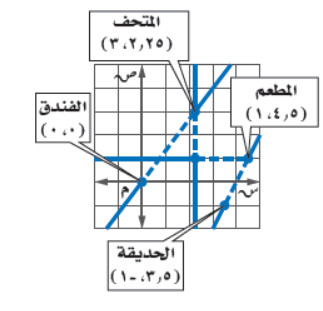 المتحف
(٢٫٢٥، ٣)
ص
المطعم
(٤٫٥، ١)
الفندق
(٠، ٠)
م
س
الحديقة
(٣٫٥، -١)